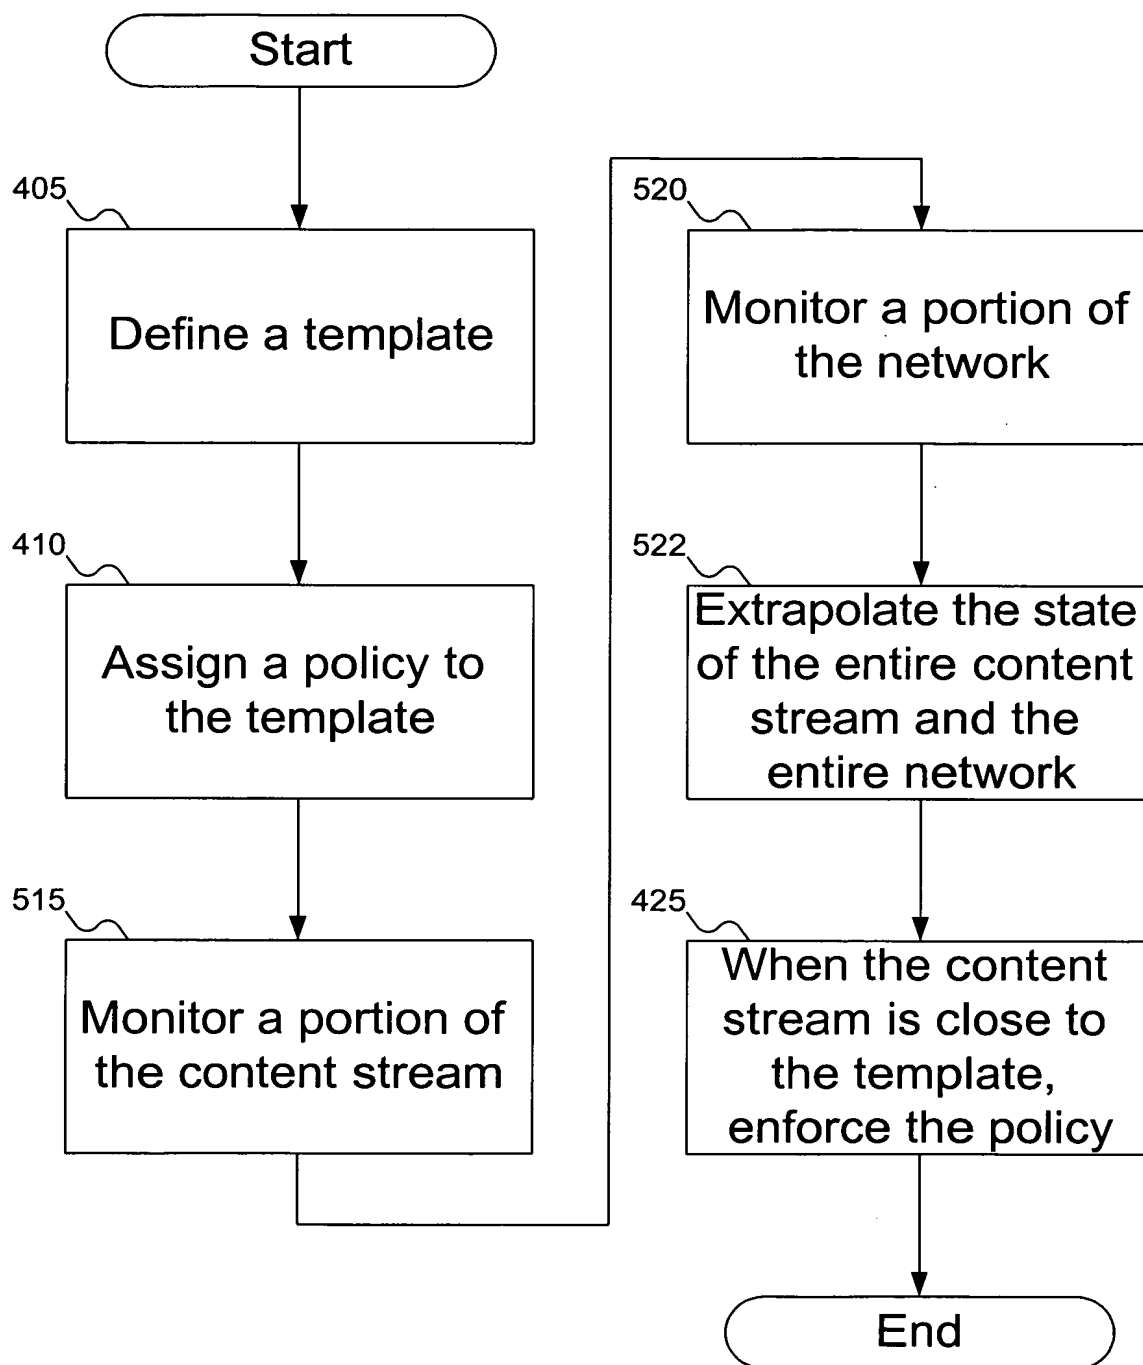 Start
405
Define a template
410
Assign a policy to
the template
515
Monitor a portion of
the content stream
520
Monitor a portion of
the network
522
Extrapolate the state
of the entire content
stream and the
entire network
425
When the content
stream is close to
the template,
enforce the policy
End